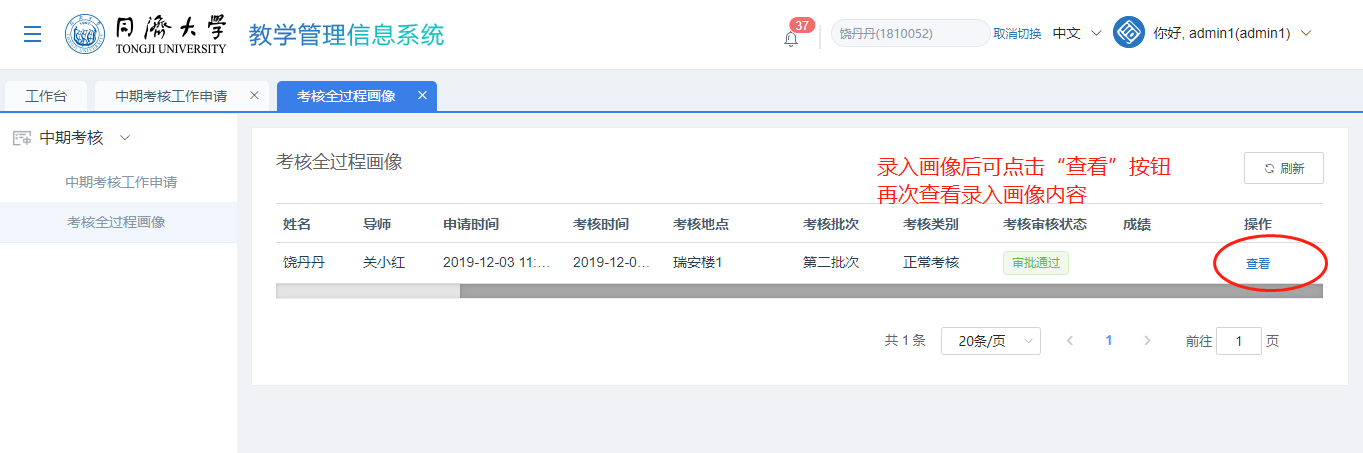 同濟大学
TONGJI UNIVERSITY
教学管理信息系统
37
饶丹丹(1810052)
取消切换
中文
你好, admin1(admin1)
工作台
中期考核工作申请 ×
考核全过程画像 ×
中期考核
中期考核工作申请
考核全过程画像
考核全过程画像
录入画像后可点击“查看”按钮
再次查看录入画像内容
刷新
姓名 导师 申请时间 考核时间 考核地点 考核批次 考核类别 考核审核状态 成绩 操作
饶丹丹 关小红 2019-12-03 11:... 2019-12-0... 瑞安楼1 第二批次 正常考核 审批通过 查看
共 1 条 20条/页 < 1 > 前往 1 页